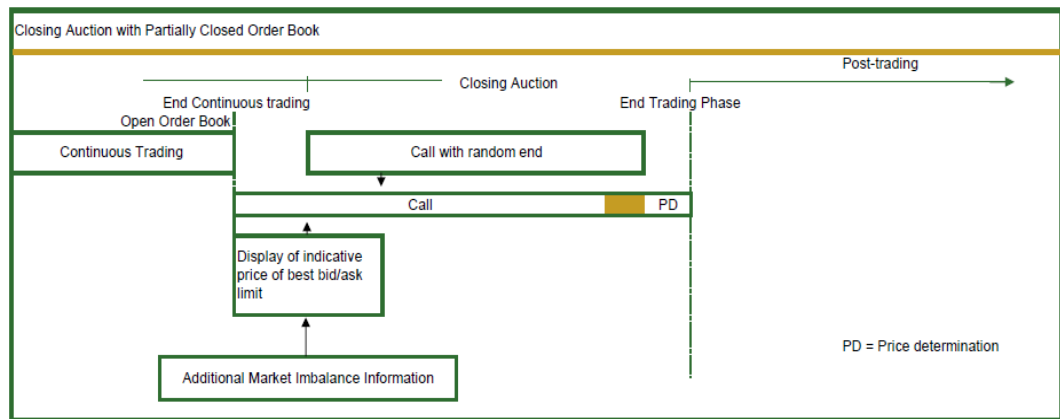 Closing Auction with Partially Closed Order Book
Post-trading
Closing Auction
End Continuous trading
End Trading Phase
Open Order Book
Continuous Trading
Call with random end
Call
PD
Display of indicative
price of best bid/ask
limit
PD = Price determination
Additional Market Imbalance Information